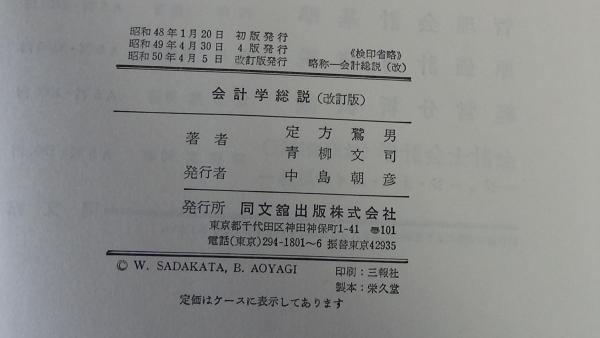 昭和48年1月20日 初版発行
昭和49年4月30日 4版発行 《検印省略》
昭和50年4月5日 改訂版発行 略称―会計総説(改)
会計学総説(改訂版)
著者 定方鷲男
青柳文司
発行者 中島朝彦
発行所 同文舘出版株式会社
東京都千代田区神田神保町1-41 〠101
電話(東京)294-1801〜6 振替東京42935
© W. SADAKATA, B. AOYAGI 印刷:三報社
製本:栄久堂
定価はケースに表示してあります